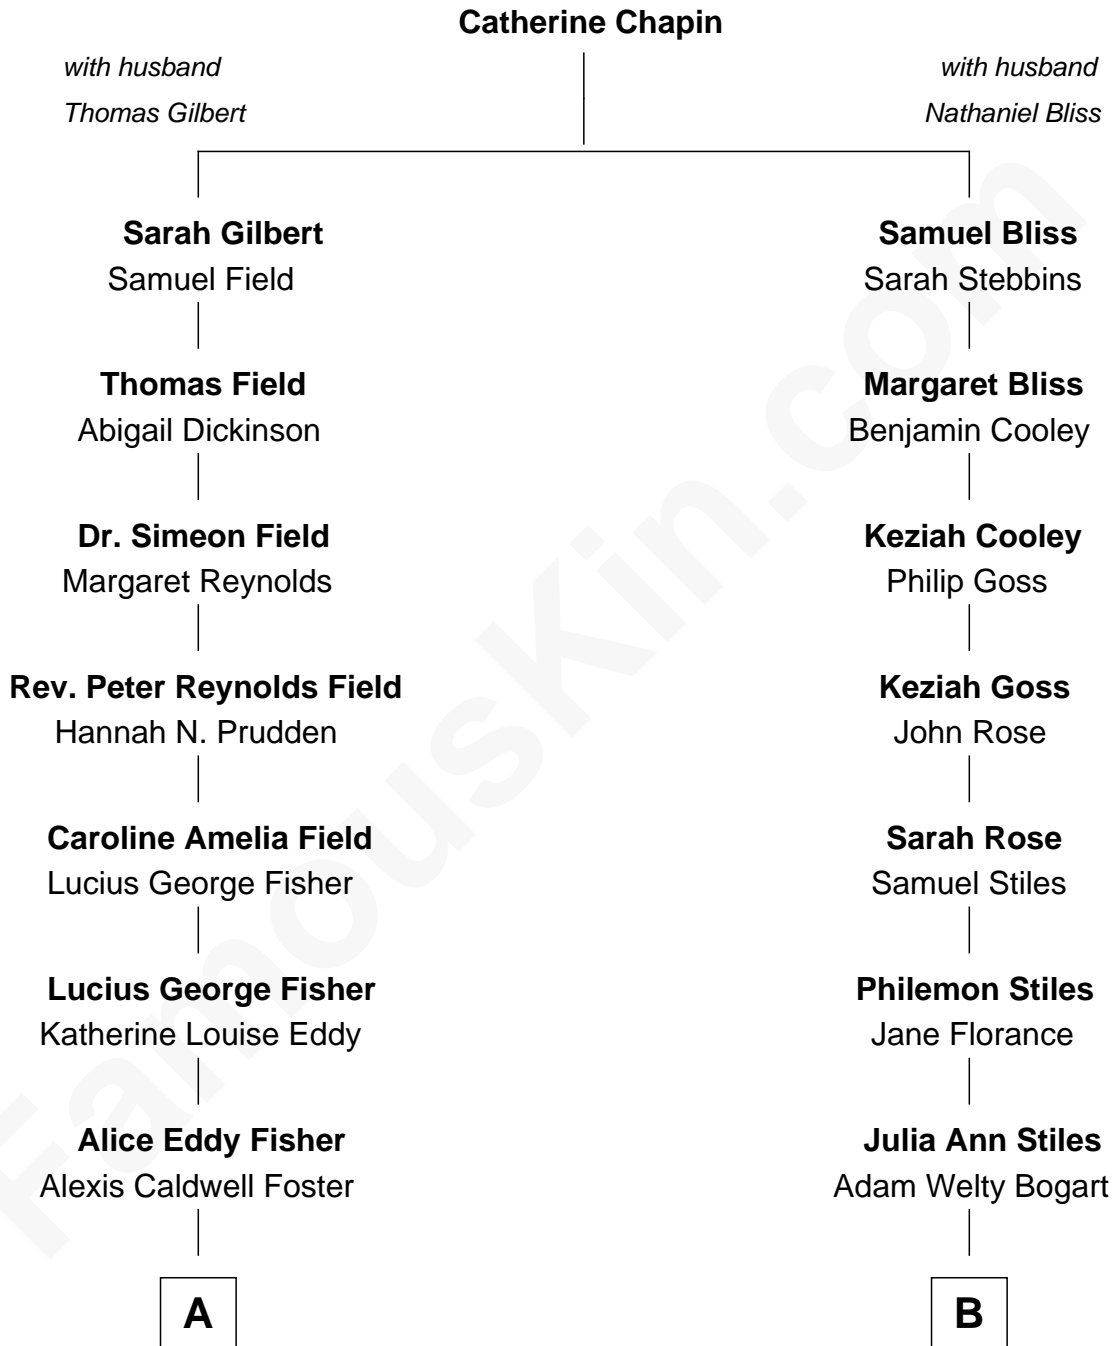 Catherine Chapin
with husband
Thomas Gilbert
with husband
Nathaniel Bliss
Sarah Gilbert
Samuel Field
Samuel Bliss
Sarah Stebbins
Thomas Field
Abigail Dickinson
Margaret Bliss
Benjamin Cooley
Dr. Simeon Field
Margaret Reynolds
Keziah Cooley
Philip Goss
Rev. Peter Reynolds Field
Hannah N. Prudden
Keziah Goss
John Rose
Caroline Amelia Field
Lucius George Fisher
Sarah Rose
Samuel Stiles
Lucius George Fisher
Katherine Louise Eddy
Philemon Stiles
Jane Florance
Alice Eddy Fisher
Alexis Caldwell Foster
Julia Ann Stiles
Adam Welty Bogart
A
B
FamousKin.com